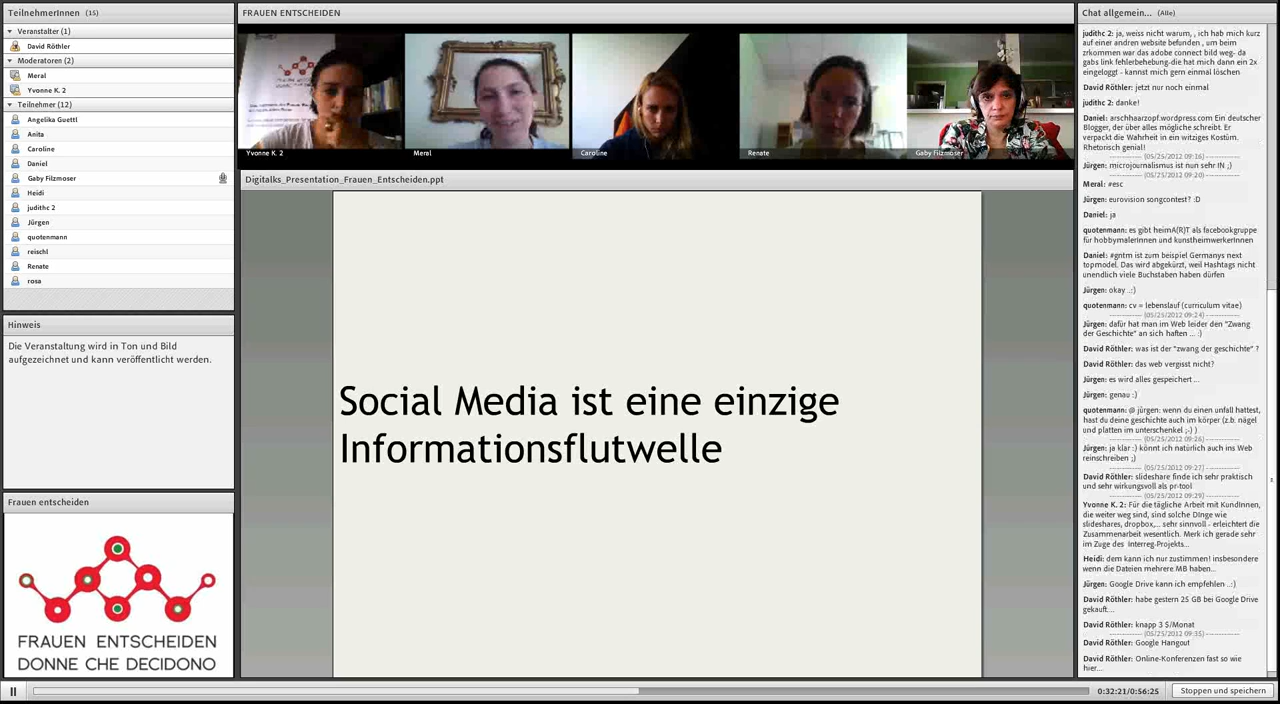 TeilnehmerInnen (15)
Veranstalter (1)
David Röthler
Moderatoren (2)
Meral
Yvonne K. 2
Teilnehmer (12)
Angelika Guettl
Anita
Caroline
Daniel
Gaby Filzmoser
Heidi
judithc 2
Jürgen
quotenmann
reischl
Renate
rosa
Hinweis
Die Veranstaltung wird in Ton und Bild
aufgezeichnet und kann veröffentlicht werden.
Frauen entscheiden
FRAUEN ENTSCHEIDEN
DONNE CHE DECIDONO
FRAUEN ENTSCHEIDEN
Yvonne K. 2
Meral
Caroline
Renate
Gaby Filzmoser
Digitalks_Presentation_Frauen_Entscheiden.ppt
Social Media ist eine einzige
Informationsflutwelle
Chat allgemein... (Alle)
judithc 2: ja, weiss nicht warum, , ich hab mich kurz
auf einer andren website befunden , um beim
zrkommen war das adobe connect bild weg- da
gabs link fehlerbehebung-die hat mich dann ein 2x
eingeloggt - kannst mich gern einmal löschen
David Röthler: jetzt nur noch einmal
judithc 2: danke!
Daniel: arschhaarzopf.wordpress.com Ein deutscher
Blogger, der über alles mögliche schreibt. Er
verpackt die Wahrheit in ein witziges Kostüm.
Rhetorisch genial!
------------- (05/25/2012 09:16) -------------
Jürgen: microjournalismus ist nun sehr IN ;)
------------- (05/25/2012 09:20) -------------
Meral: #esc
Jürgen: eurovision songcontest? :D
Daniel: ja
quotenmann: es gibt heimA(R)T als facebookgruppe
für hobbymalerInnen und kunstheimwerkerInnen
Daniel: #gntm ist zum beispiel Germanys next
topmodel. Das wird abgekürzt, weil Hashtags nicht
unendlich viele Buchstaben haben dürfen
Jürgen: okay ..:)
quotenmann: cv = lebenslauf (curriculum vitae)
------------- (05/25/2012 09:24) -------------
Jürgen: dafür hat man im Web leider den "Zwang
der Geschichte" an sich haften ... :)
David Röthler: was ist der "zwang der geschichte" ?
David Röthler: das web vergisst nicht?
Jürgen: es wird alles gespeichert ...
Jürgen: genau :)
quotenmann: @ jürgen: wenn du einen unfall hattest,
hast du deine geschichte auch im körper (z.b. nägel
und platten im unterschenkel ;-) )
------------- (05/25/2012 09:26) -------------
Jürgen: ja klar :) könnt ich natürlich auch ins Web
reinschreiben ;)
------------- (05/25/2012 09:27) -------------
David Röthler: slideshare finde ich sehr praktisch
und sehr wirkungsvoll als pr-tool
------------- (05/25/2012 09:29) -------------
Yvonne K. 2: Für die tägliche Arbeit mit KundInnen,
die weiter weg sind, sind solche DInge wie
slideshares, dropbox,... sehr sinnvoll - erleichtert die
Zusammenarbeit wesentlich. Merk ich gerade sehr
im Zuge des Interreg-Projekts...
Heidi: dem kann ich nur zustimmen! insbesondere
wenn die Dateien mehrere MB haben...
Jürgen: Google Drive kann ich empfehlen ..:)
David Röthler: habe gestern 25 GB bei Google Drive
gekauft...
David Röthler: knapp 3 $/Monat
------------- (05/25/2012 09:35) -------------
David Röthler: Google Hangout
David Röthler: Online-Konferenzen fast so wie
hier...
0:32:21/0:56:25
Stoppen und speichern